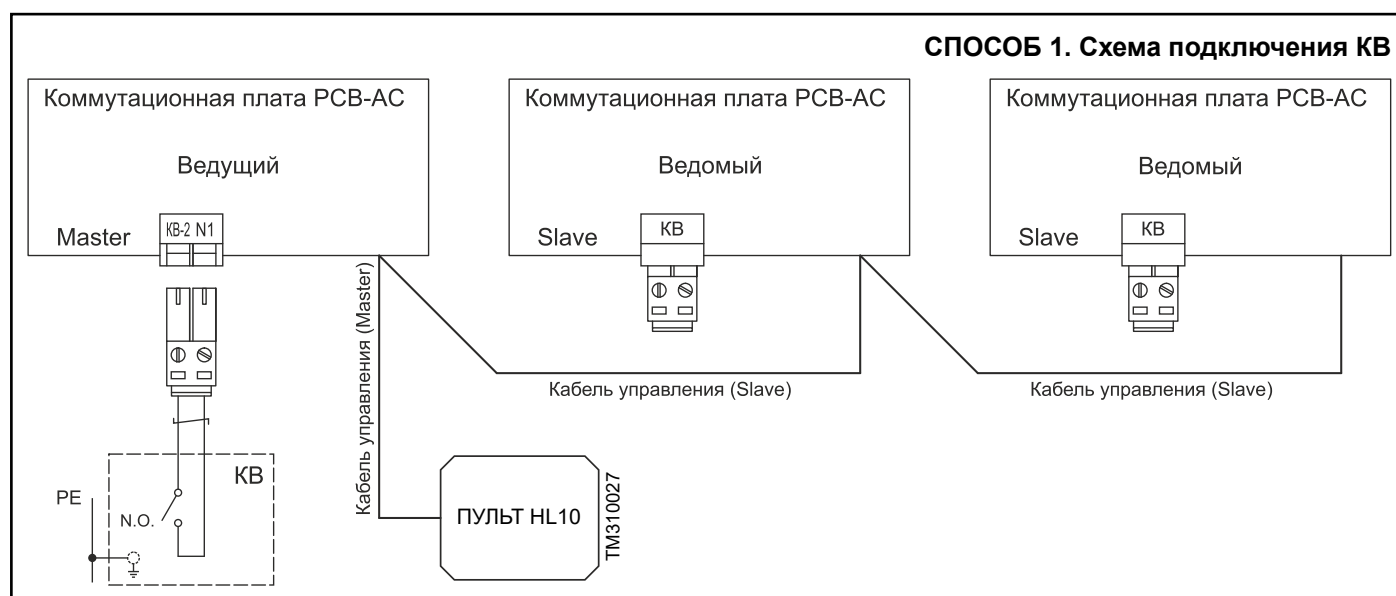 СПОСОБ 1. Схема подключения КВ
Коммутационная плата PCB-AC
Ведущий
Master
КВ-2 N1
Коммутационная плата PCB-AC
Ведомый
Slave
КВ
Коммутационная плата PCB-AC
Ведомый
Slave
КВ
Кабель управления (Master)
Кабель управления (Slave)
Кабель управления (Slave)
КВ
PE
N.O.
ПУЛЬТ HL10
TM310027